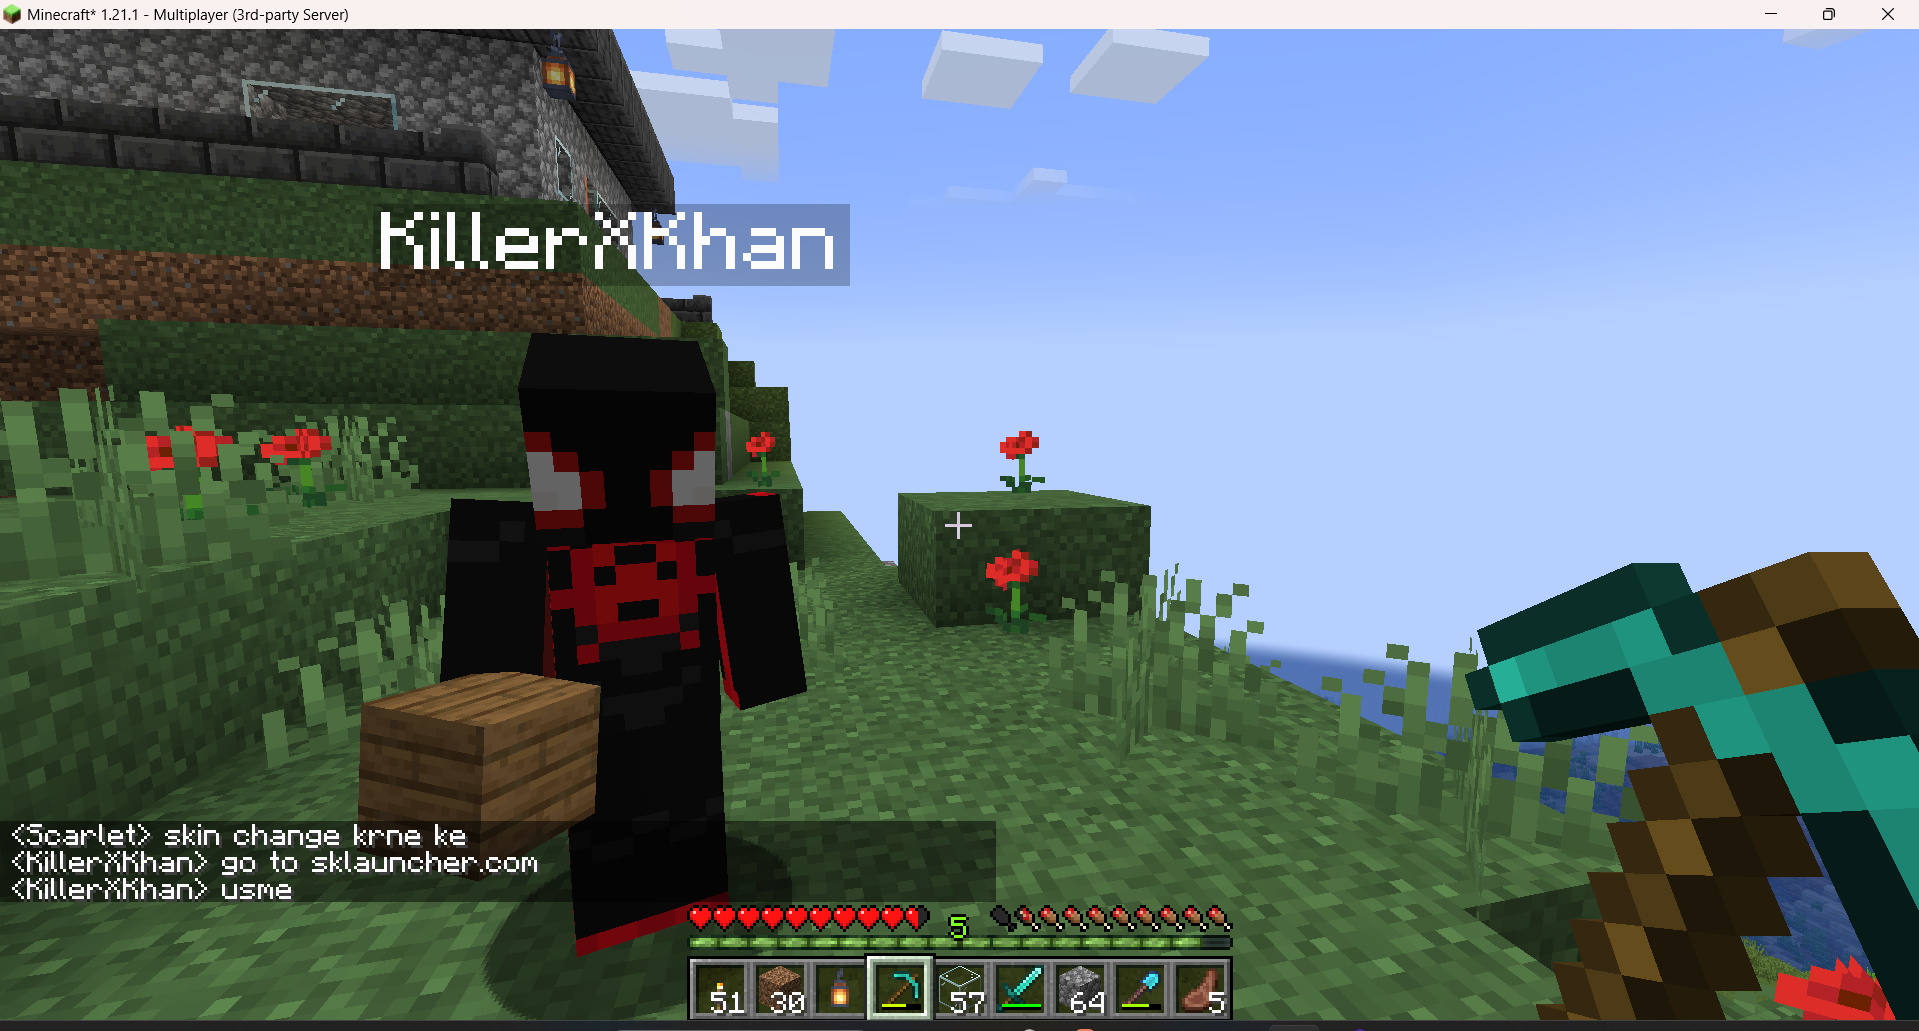 Minecraft* 1.21.1 - Multiplayer (3rd-party Server)
KillerXKhan
<Scarlet> skin change krne ke
<KillerXKhan> go to sklauncher.com
<KillerXKhan> usme
5
51 30 57 64 5